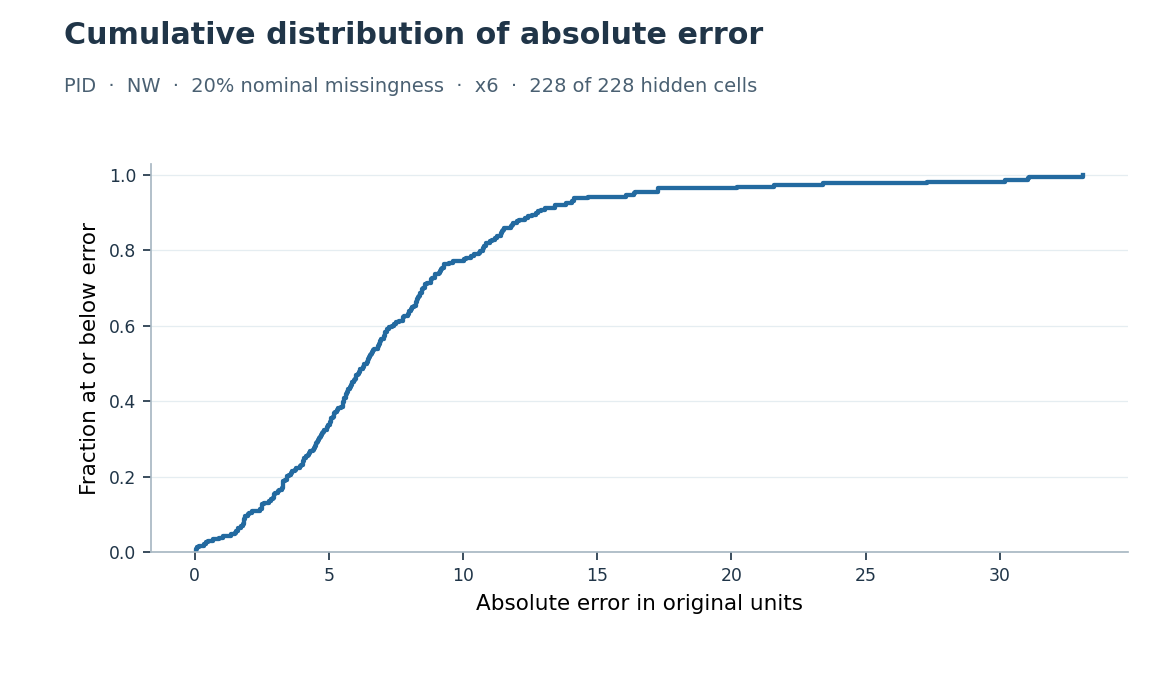 Cumulative distribution of absolute error
PID · NW · 20% nominal missingness · x6 · 228 of 228 hidden cells
1.0
0.8
0.6
0.4
0.2
0.0
Fraction at or below error
0 5 10 15 20 25 30
Absolute error in original units